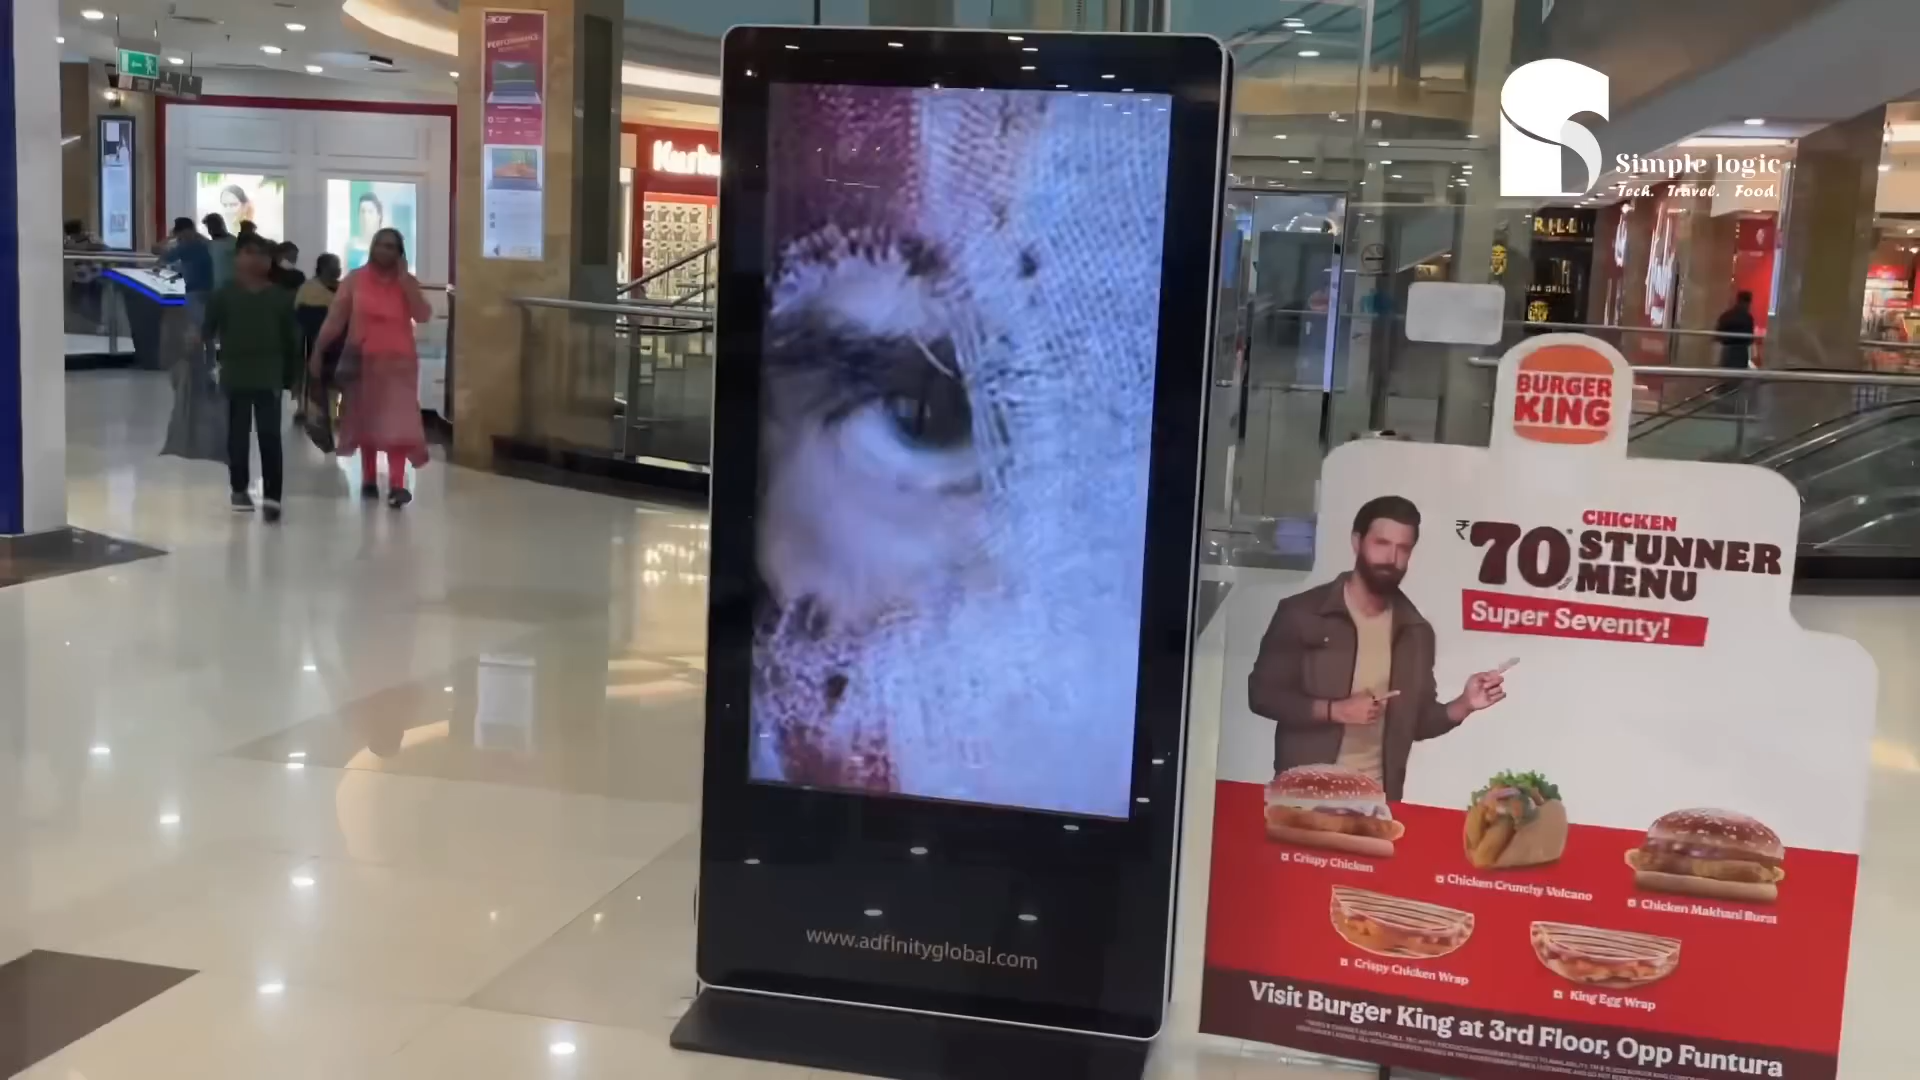 acer
Kushal
Simple logic
Tech. Travel. Food.
RILL
BURGER
KING
₹70*
CHICKEN
STUNNER
MENU
Super Seventy!
Crispy Chicken
Chicken Crunchy Volcano
Chicken Makhani Burst
Crispy Chicken Wrap
King Egg Wrap
Visit Burger King at 3rd Floor, Opp Funtura
www.adfInityglobal.com